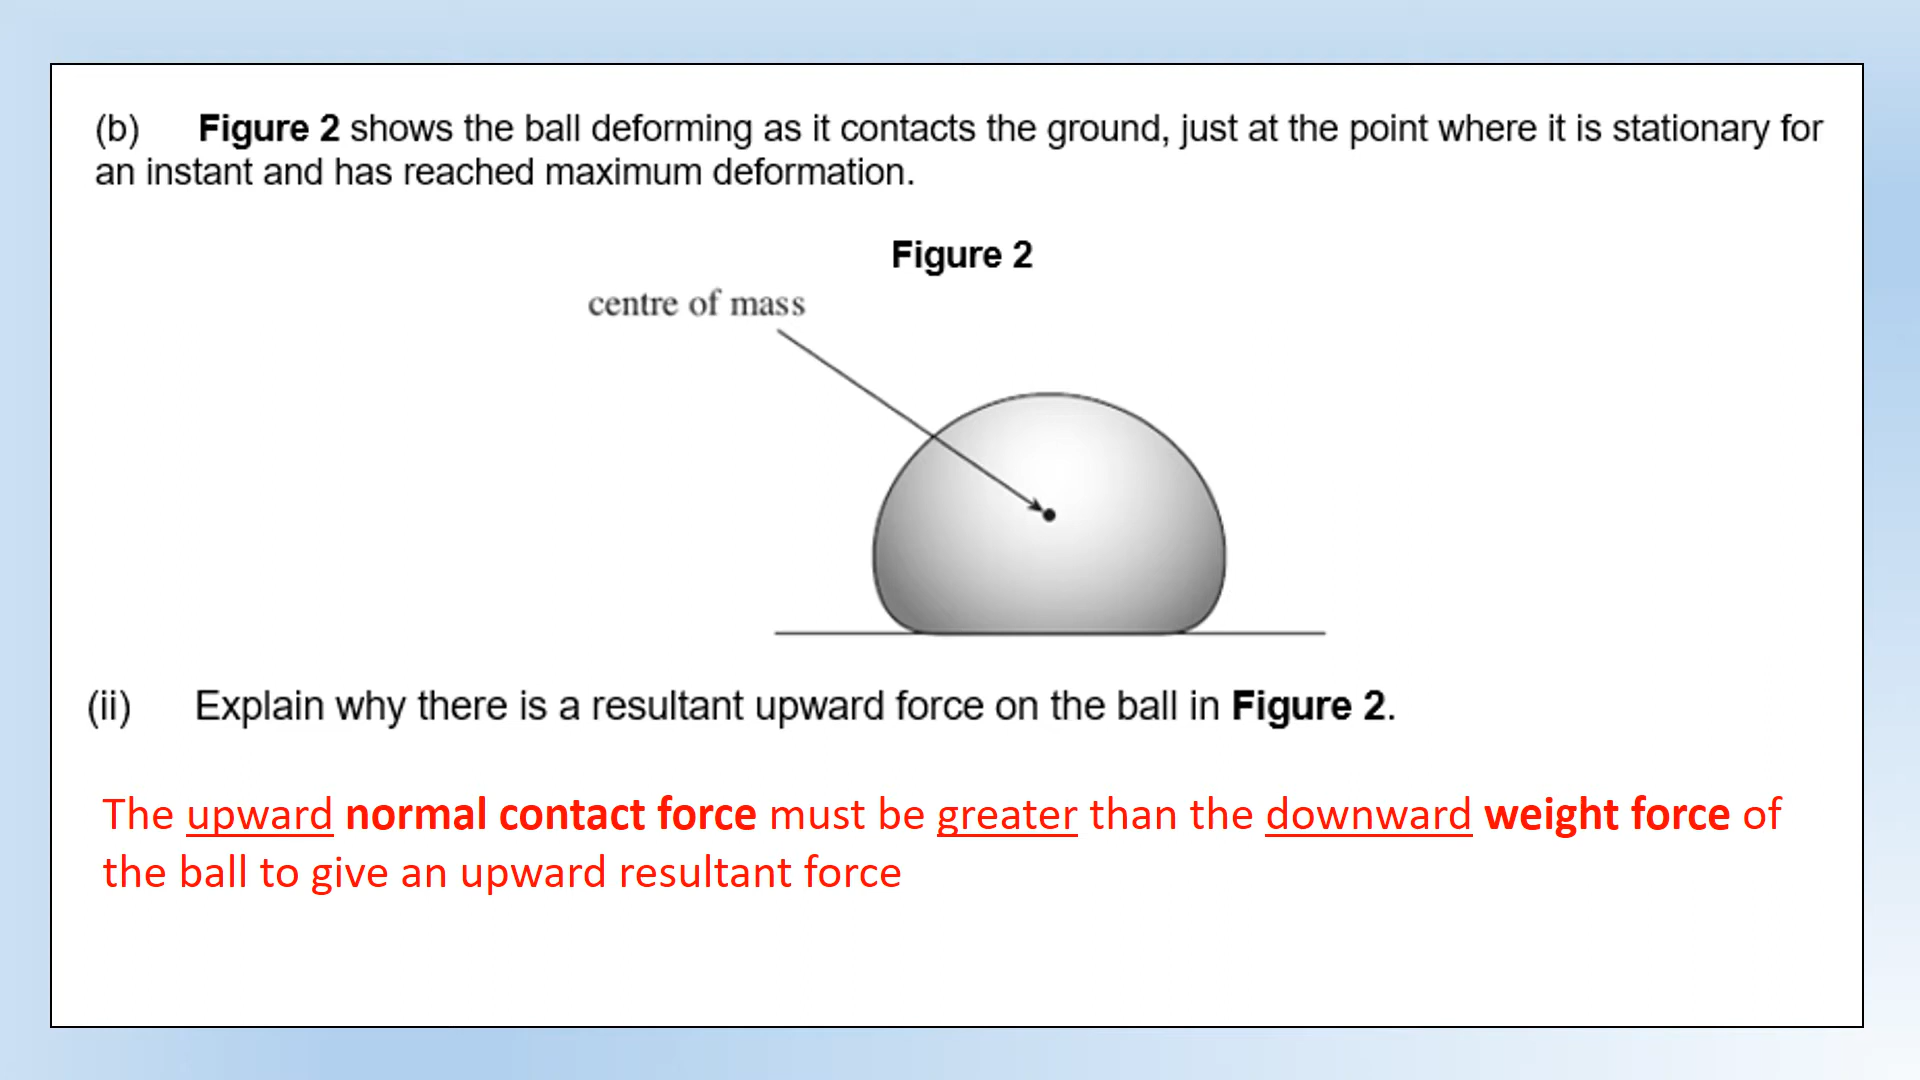 (b) Figure 2 shows the ball deforming as it contacts the ground, just at the point where it is stationary for
an instant and has reached maximum deformation.
Figure 2
centre of mass
(ii) Explain why there is a resultant upward force on the ball in Figure 2.
The upward normal contact force must be greater than the downward weight force of
the ball to give an upward resultant force